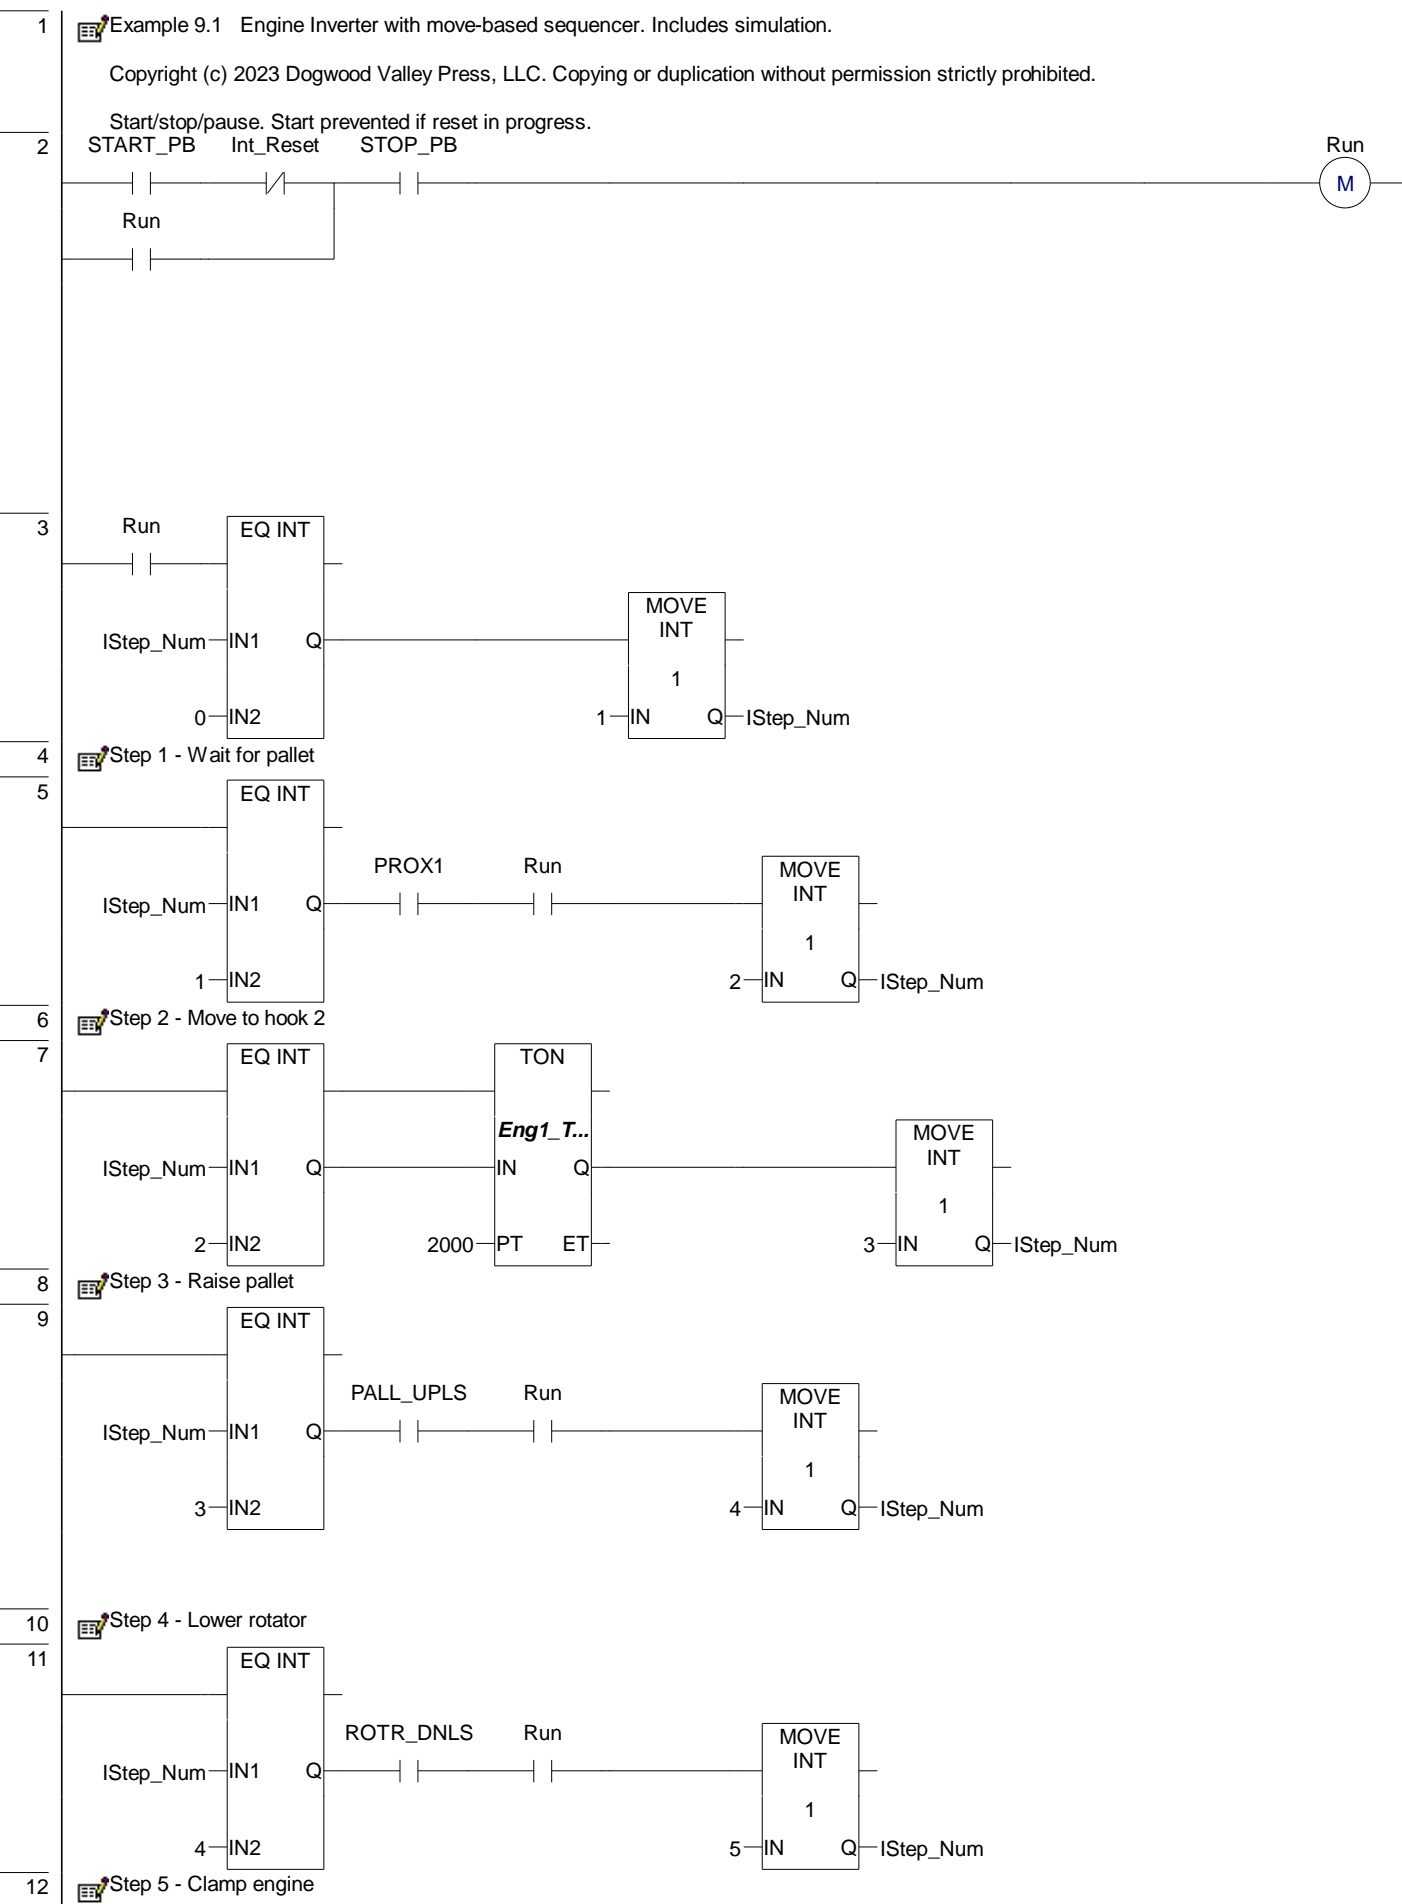 1 Example 9.1 Engine Inverter with move-based sequencer. Includes simulation.
Copyright (c) 2023 Dogwood Valley Press, LLC. Copying or duplication without permission strictly prohibited.
Start/stop/pause. Start prevented if reset in progress.
2 START_PB Int_Reset STOP_PB Run
M
Run
3 Run EQ INT
MOVE
INT
IStep_Num IN1 Q
1
0 IN2 1 IN Q IStep_Num
4 Step 1 - Wait for pallet
5 EQ INT
PROX1 Run MOVE
INT
IStep_Num IN1 Q
1
1 IN2 2 IN Q IStep_Num
6 Step 2 - Move to hook 2
7 EQ INT TON
Eng1_T... MOVE
INT
IStep_Num IN1 Q IN Q
1
2 IN2 2000 PT ET 3 IN Q IStep_Num
8 Step 3 - Raise pallet
9 EQ INT
PALL_UPLS Run MOVE
INT
IStep_Num IN1 Q
1
3 IN2 4 IN Q IStep_Num
10 Step 4 - Lower rotator
11 EQ INT
ROTR_DNLS Run MOVE
INT
IStep_Num IN1 Q
1
4 IN2 5 IN Q IStep_Num
12 Step 5 - Clamp engine